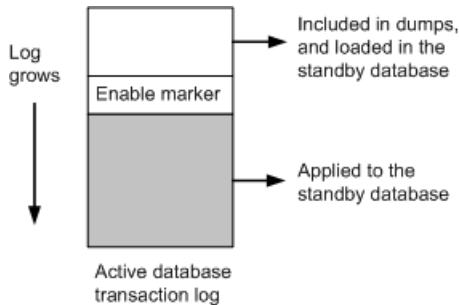 Log
grows
Enable marker
Included in dumps,
and loaded in the
standby database
Applied to the
standby database
Active database
transaction log